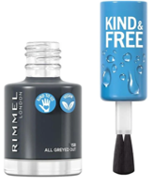 KIND &
FREE
RIMMEL
LONDON
ALL GREYED OUT